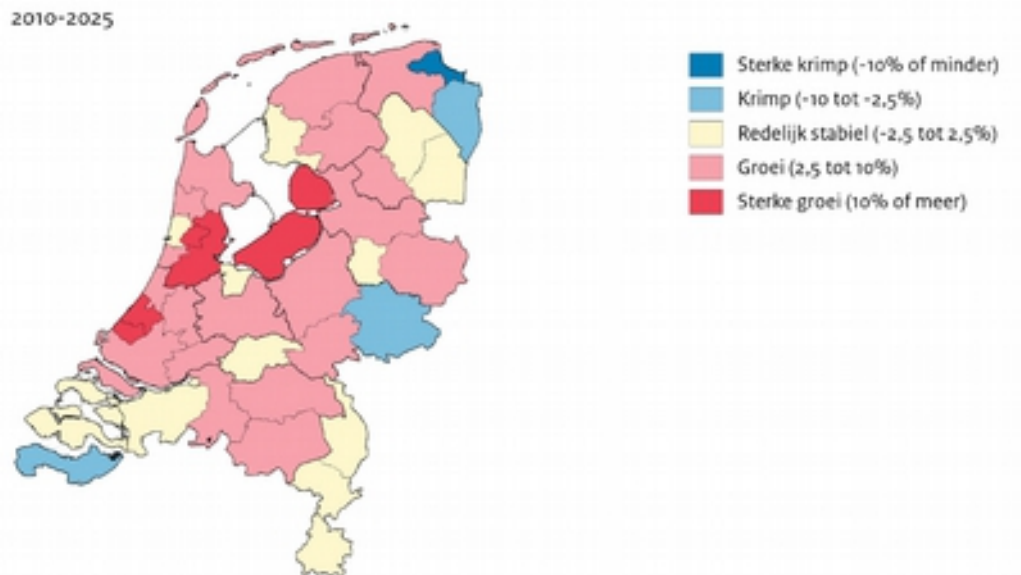 2010-2025
Sterke krimp (-10% of minder)
Krimp (-10 tot -2,5%)
Redelijk stabiel (-2,5 tot 2,5%)
Groei (2,5 tot 10%)
Sterke groei (10% of meer)